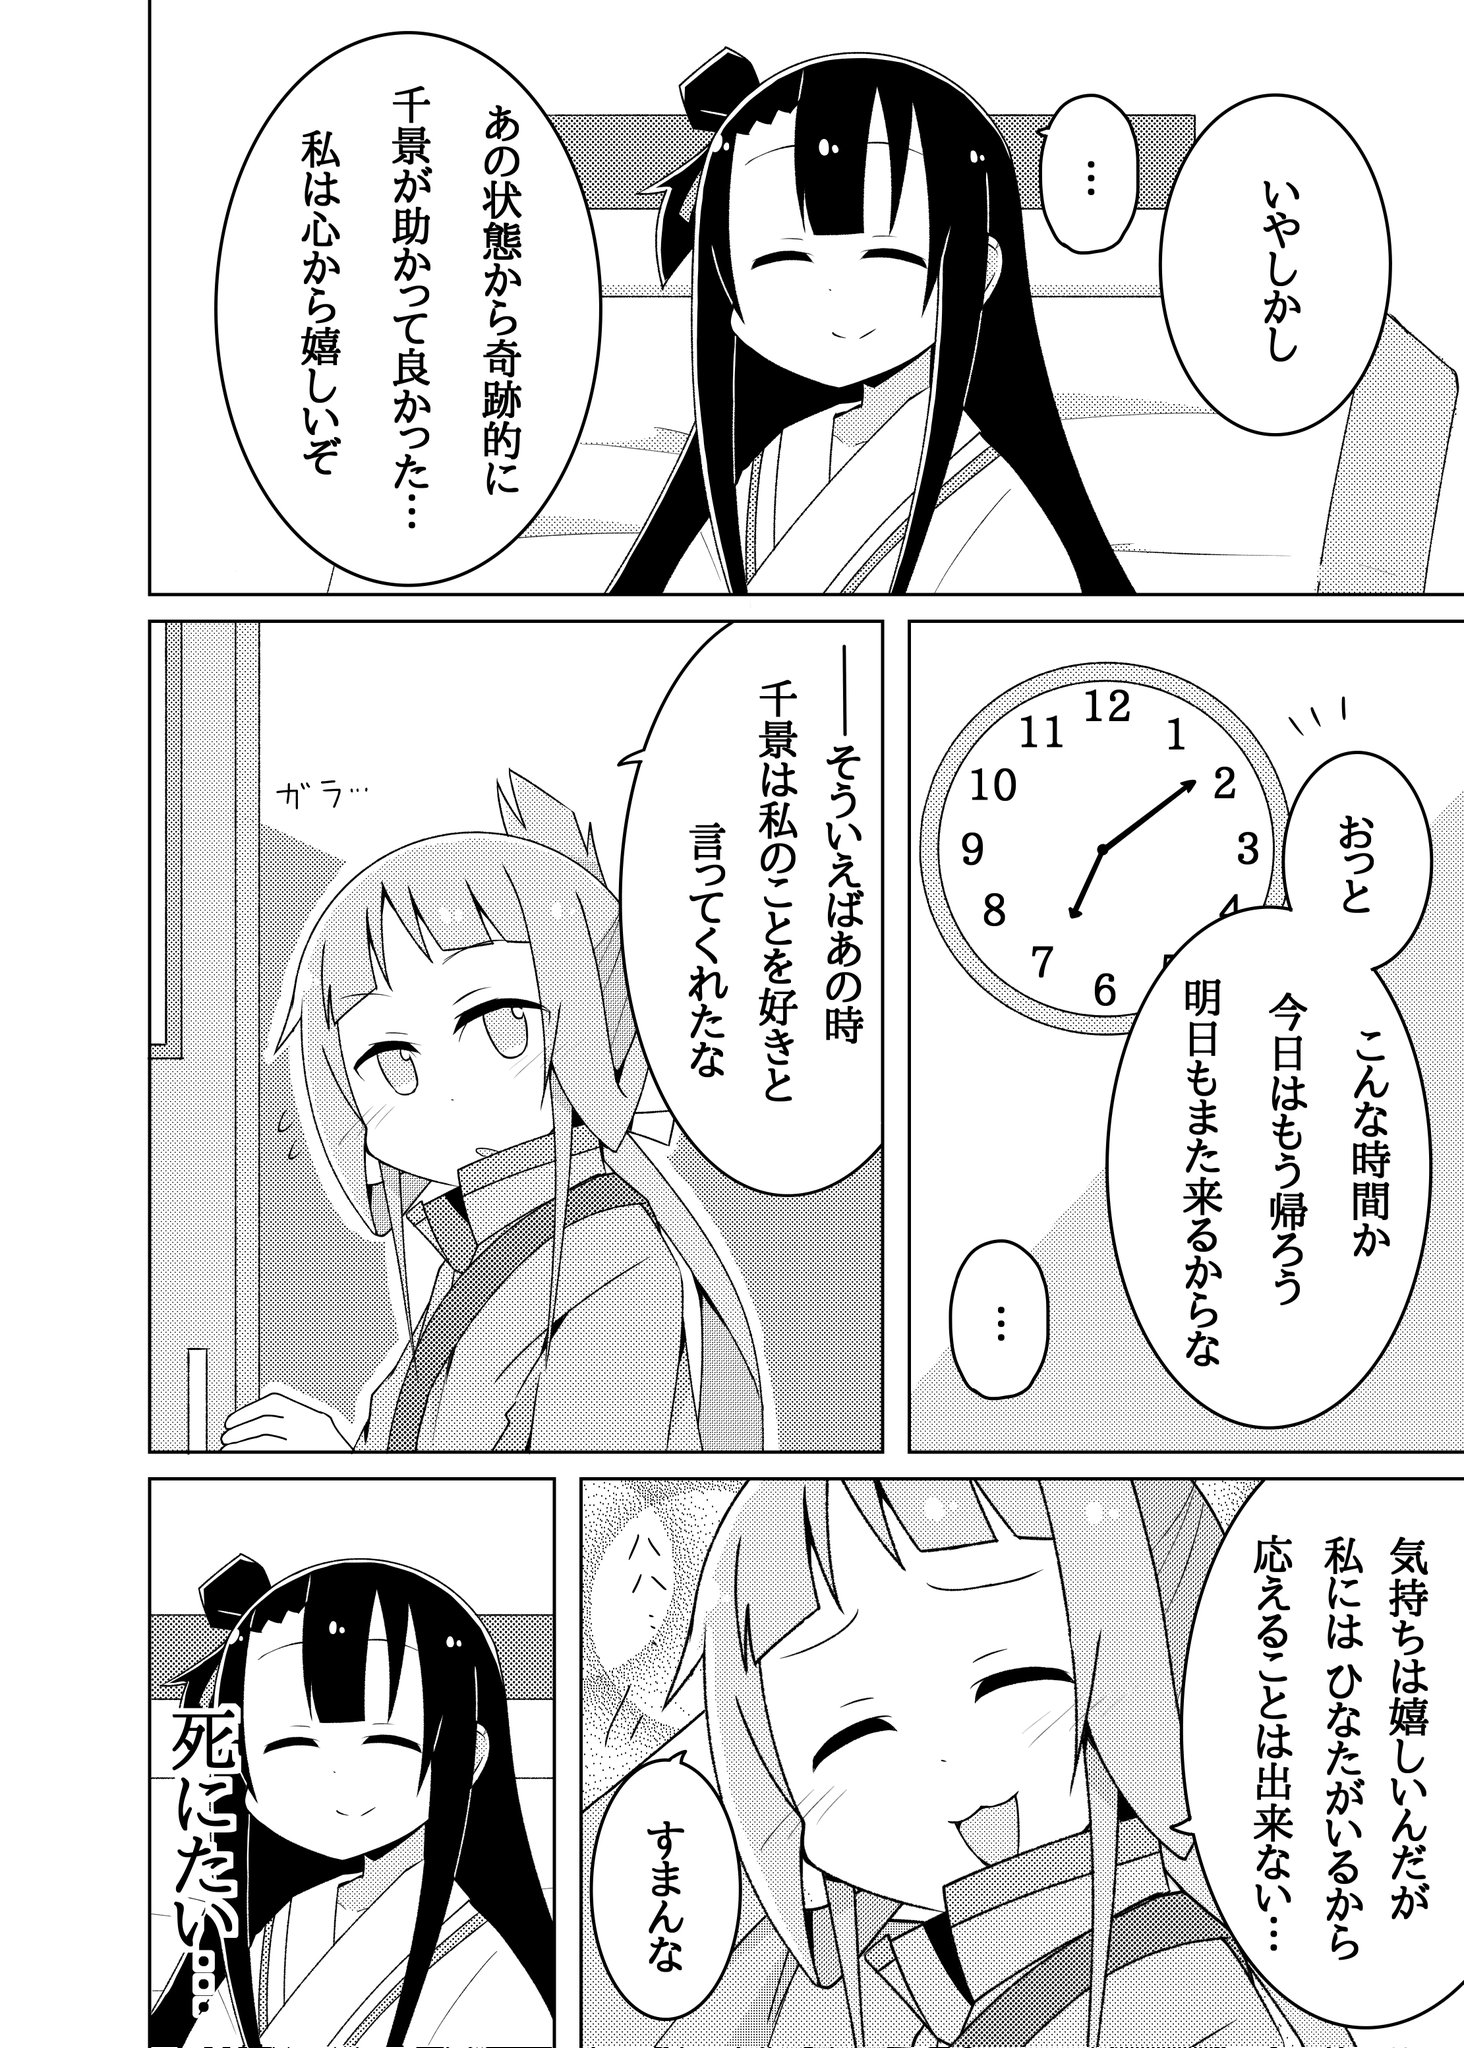 いやしかし
…
あの状態から奇跡的に
千景が助かって良かった…
私は心から嬉しいぞ
12
1
2
3
4
6
7
8
9
10
11
おっと
こんな時間か
今日はもう帰ろう
明日もまた来るからな
…
――そういえばあの時
千景は私のことを好きと
言ってくれたな
ガラ…
気持ちは嬉しいんだが
私にはひなたがいるから
応えることは出来ない…
ハハ
すまんな
死にたい…